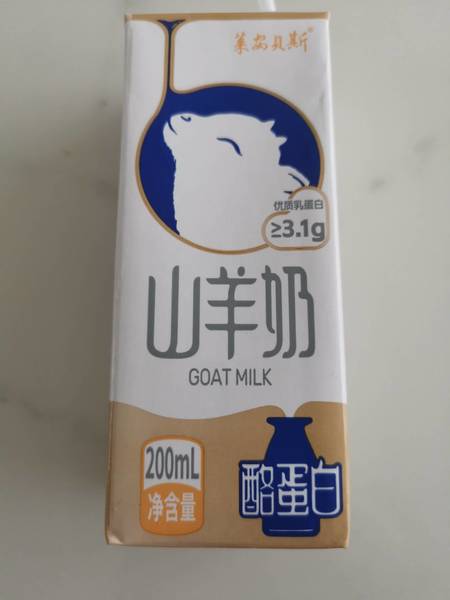 莱安贝斯®
优质乳蛋白
≥3.1g
山羊奶
GOAT MILK
200mL
净含量
酪蛋白